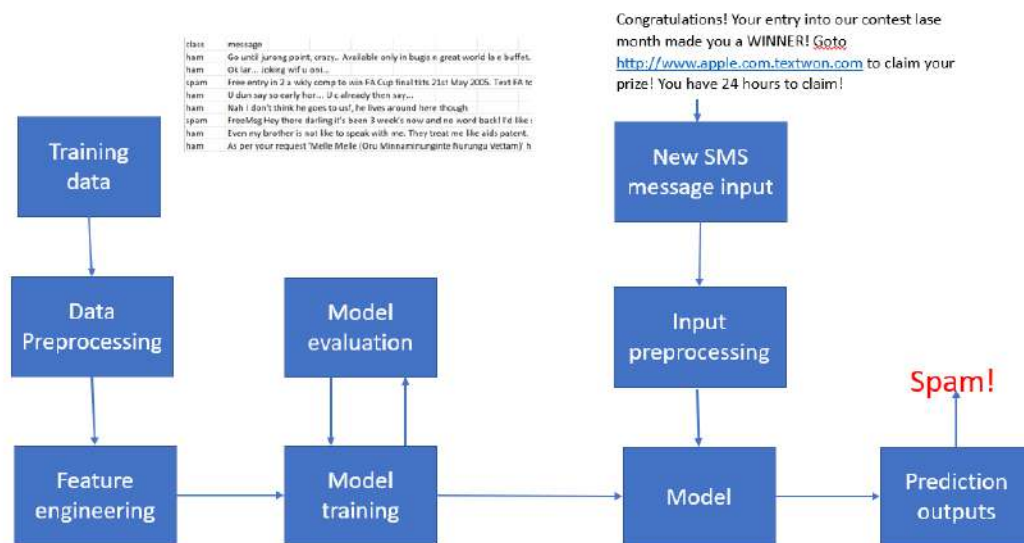 Congratulations! Your entry into our contest lase
month made you a WINNER! Goto
http://www.apple.com.textwon.com to claim your
prize! You have 24 hours to claim!
class message
ham Go until jurong point, crazy.. Available only in bugis n great world la e buffet.
ham Ok lar... Joking wif u oni...
spam Free entry in 2 a wkly comp to win FA Cup final tkts 21st May 2005. Text FA to
ham U dun say so early hor... U c already then say...
ham Nah I don't think he goes to usf, he lives around here though
spam FreeMsg Hey there darling it's been 3 week's now and no word back! I'd like
ham Even my brother is not like to speak with me. They treat me like aids patent.
ham As per your request 'Melle Melle (Oru Minnaminunginte Nurungu Vettam)' h
Training
data
New SMS
message input
Data
Preprocessing
Model
evaluation
Input
preprocessing
Spam!
Feature
engineering
Model
training
Model
Prediction
outputs